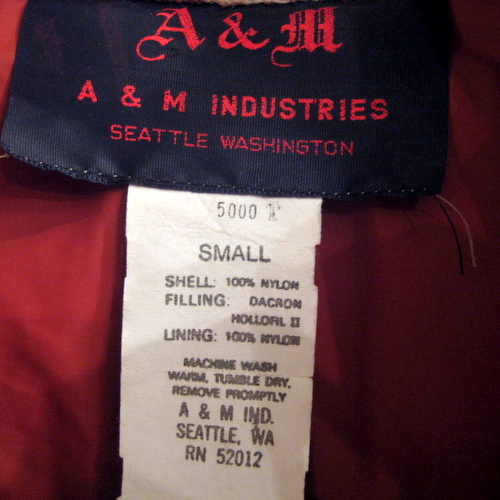 A & M
A & M INDUSTRIES
SEATTLE WASHINGTON
5000 Y
SMALL
SHELL: 100% NYLON
FILLING: DACRON
HOLLOFIL II
LINING: 100% NYLON
MACHINE WASH
WARM, TUMBLE DRY.
REMOVE PROMPTLY
A & M IND.
SEATTLE, WA
RN 52012